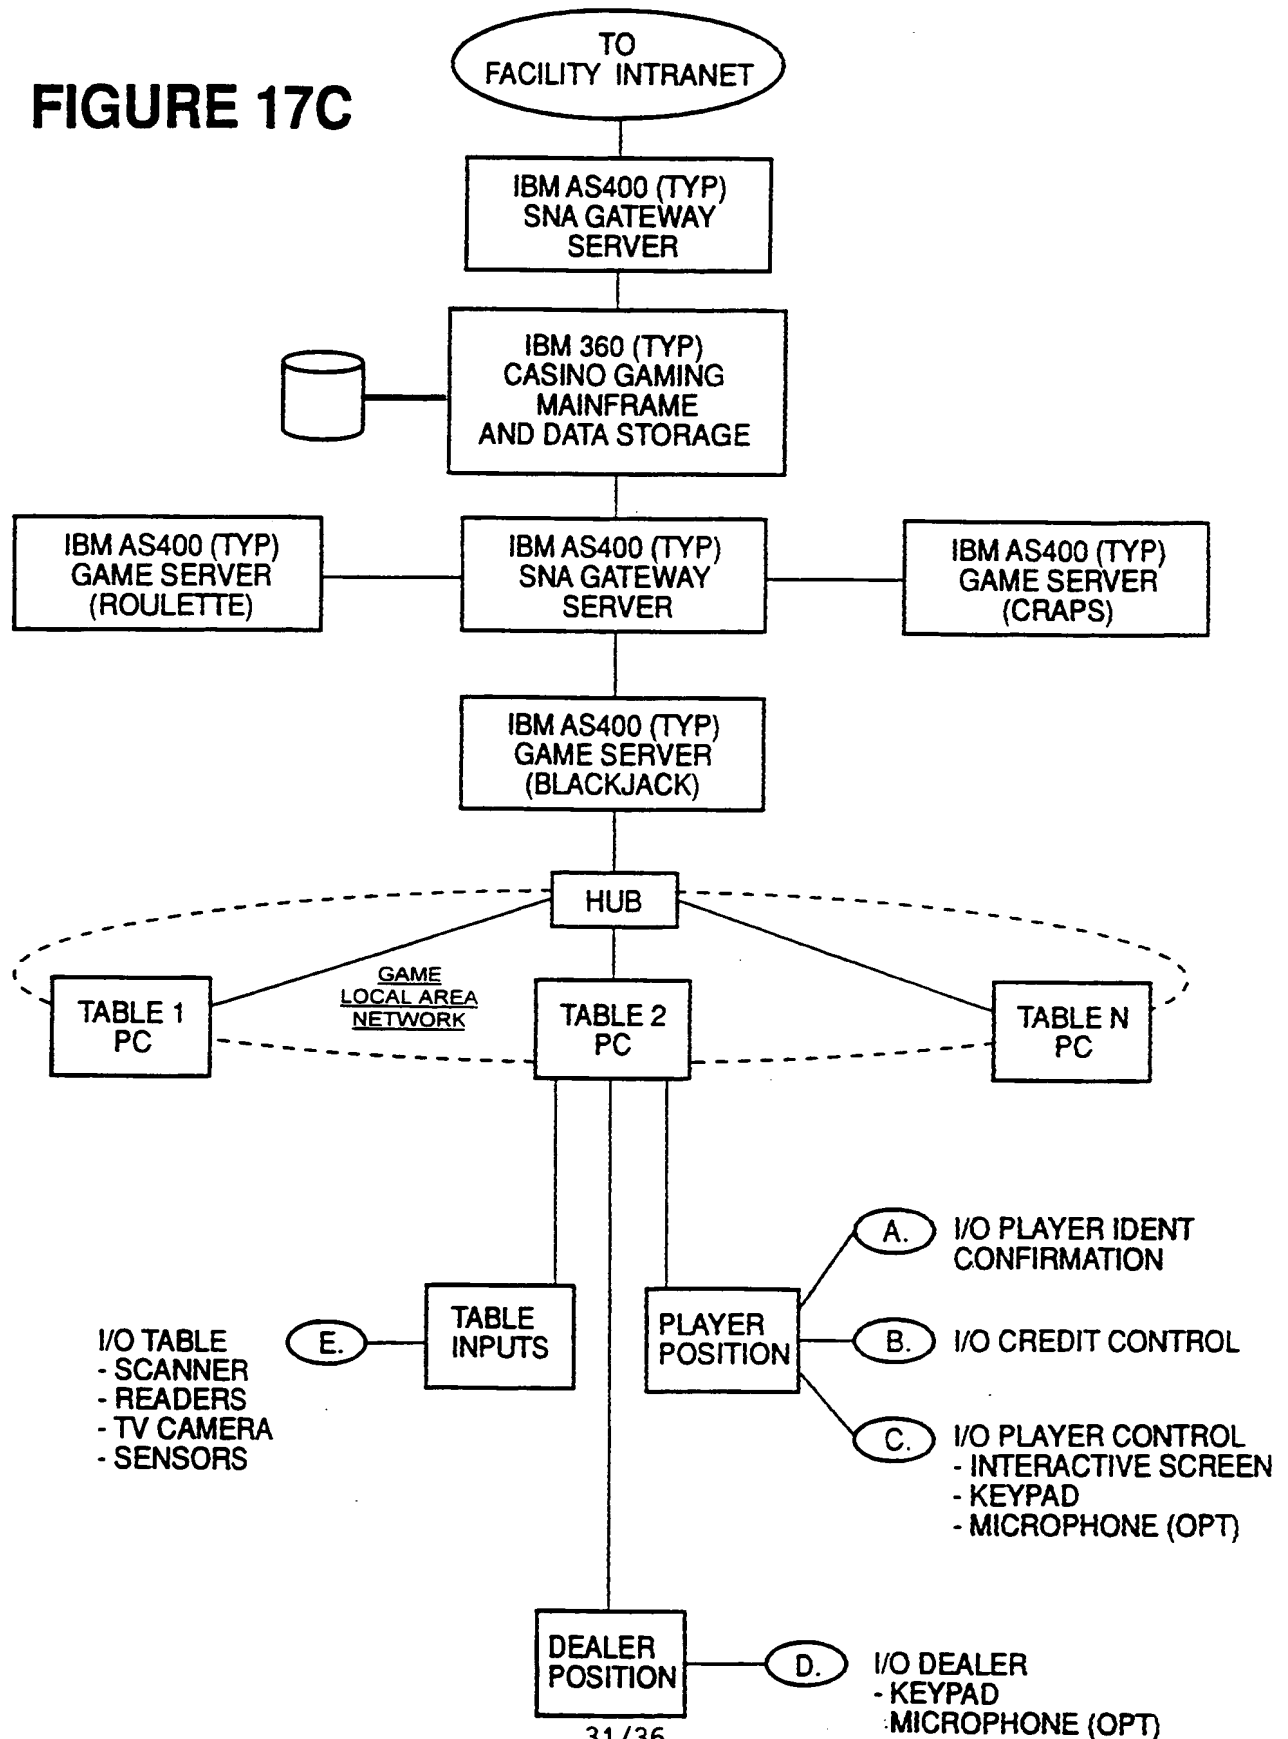 TO
FACILITY INTRANET
FIGURE 17C
IBM AS400 (TYP)
SNA GATEWAY
SERVER
IBM 360 (TYP)
CASINO GAMING
MAINFRAME
AND DATA STORAGE
IBM AS400 (TYP)
GAME SERVER
(ROULETTE)
IBM AS400 (TYP)
SNA GATEWAY
SERVER
IBM AS400 (TYP)
GAME SERVER
(CRAPS)
IBM AS400 (TYP)
GAME SERVER
(BLACKJACK)
HUB
GAME
LOCAL AREA
NETWORK
TABLE 1
PC
TABLE 2
PC
TABLE N
PC
A.
I/O PLAYER IDENT
CONFIRMATION
I/O TABLE
- SCANNER
- READERS
- TV CAMERA
- SENSORS
E.
TABLE
INPUTS
PLAYER
POSITION
B.
I/O CREDIT CONTROL
C.
I/O PLAYER CONTROL
- INTERACTIVE SCREEN
- KEYPAD
- MICROPHONE (OPT)
DEALER
POSITION
D.
I/O DEALER
- KEYPAD
MICROPHONE (OPT)
31/36